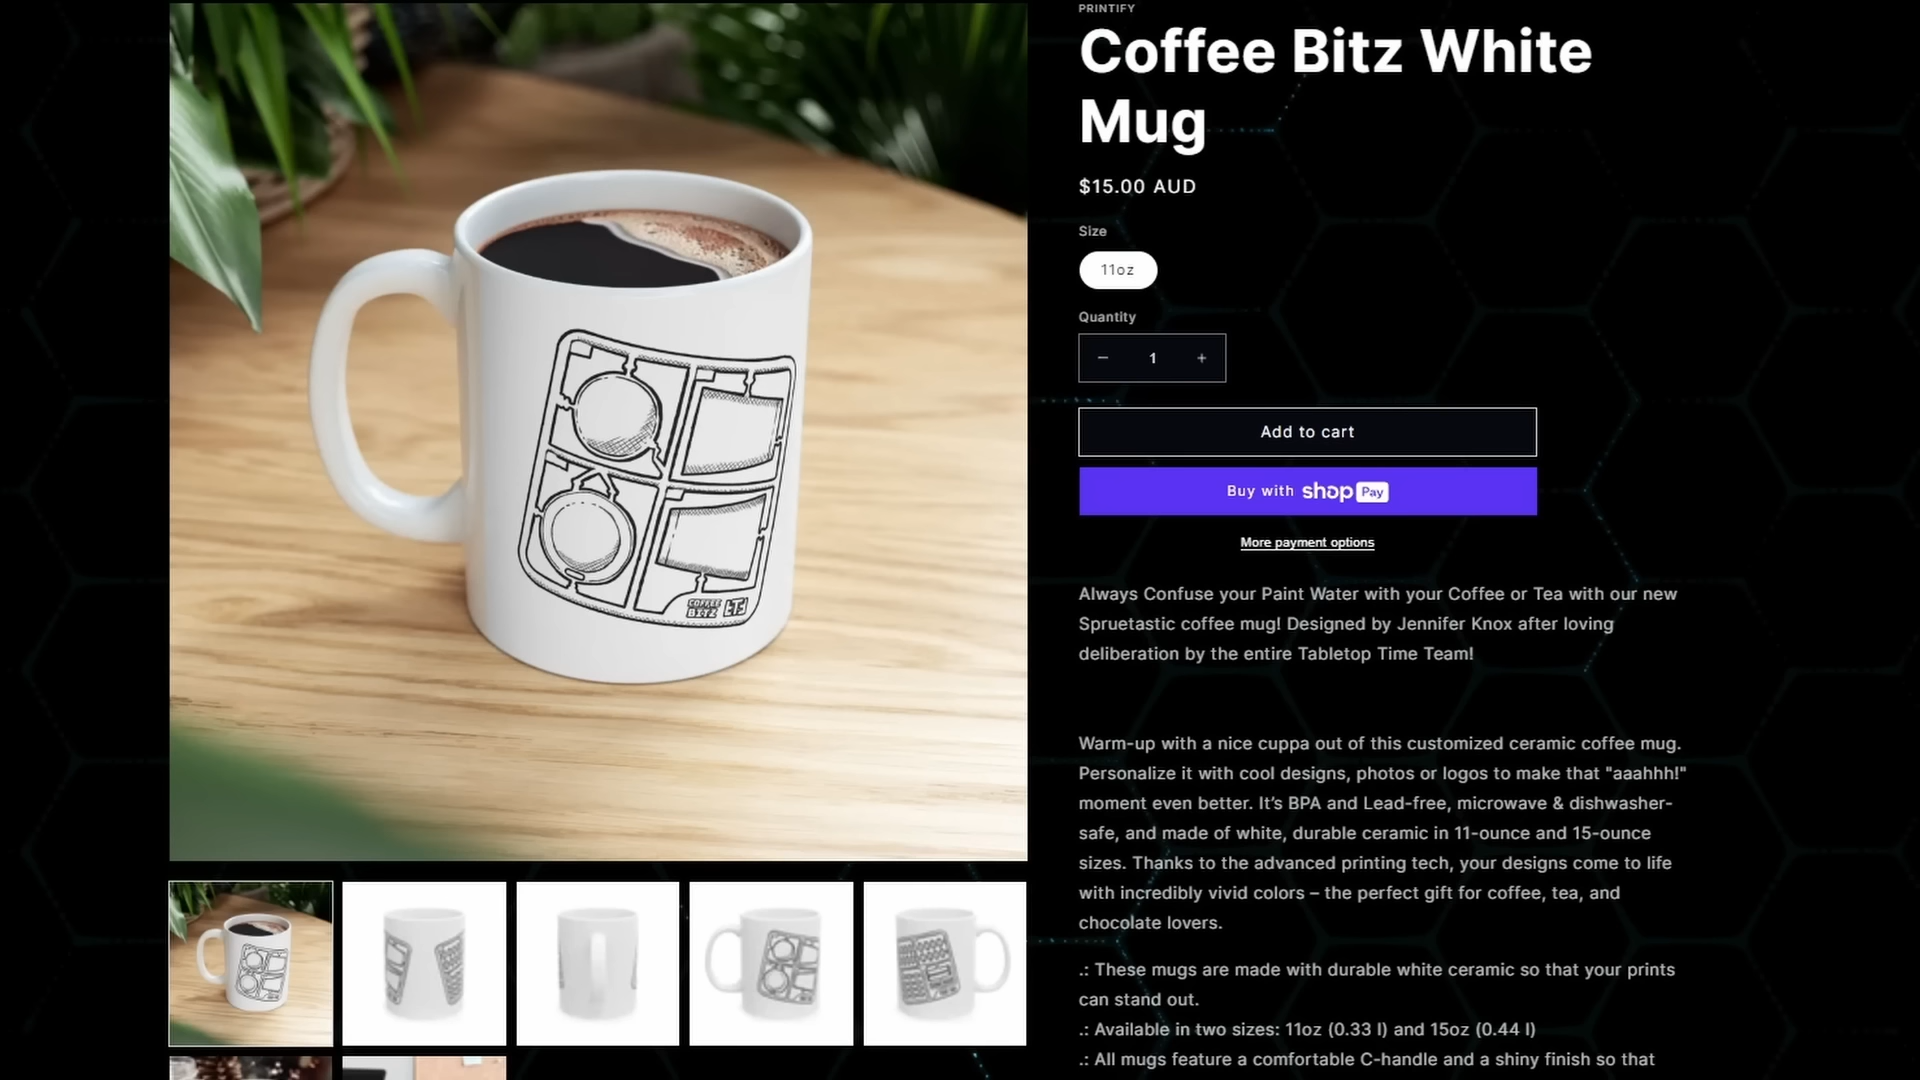 PRINTIFY
Coffee Bitz White
Mug
$15.00 AUD
Size
11oz
Quantity
− 1 +
Add to cart
Buy with shop Pay
More payment options
Always Confuse your Paint Water with your Coffee or Tea with our new
Spruetastic coffee mug! Designed by Jennifer Knox after loving
deliberation by the entire Tabletop Time Team!
Warm-up with a nice cuppa out of this customized ceramic coffee mug.
Personalize it with cool designs, photos or logos to make that "aaahhh!"
moment even better. It’s BPA and Lead-free, microwave & dishwasher-
safe, and made of white, durable ceramic in 11-ounce and 15-ounce
sizes. Thanks to the advanced printing tech, your designs come to life
with incredibly vivid colors – the perfect gift for coffee, tea, and
chocolate lovers.
.: These mugs are made with durable white ceramic so that your prints
can stand out.
.: Available in two sizes: 11oz (0.33 l) and 15oz (0.44 l)
.: All mugs feature a comfortable C-handle and a shiny finish so that
COFFEE
BITZ